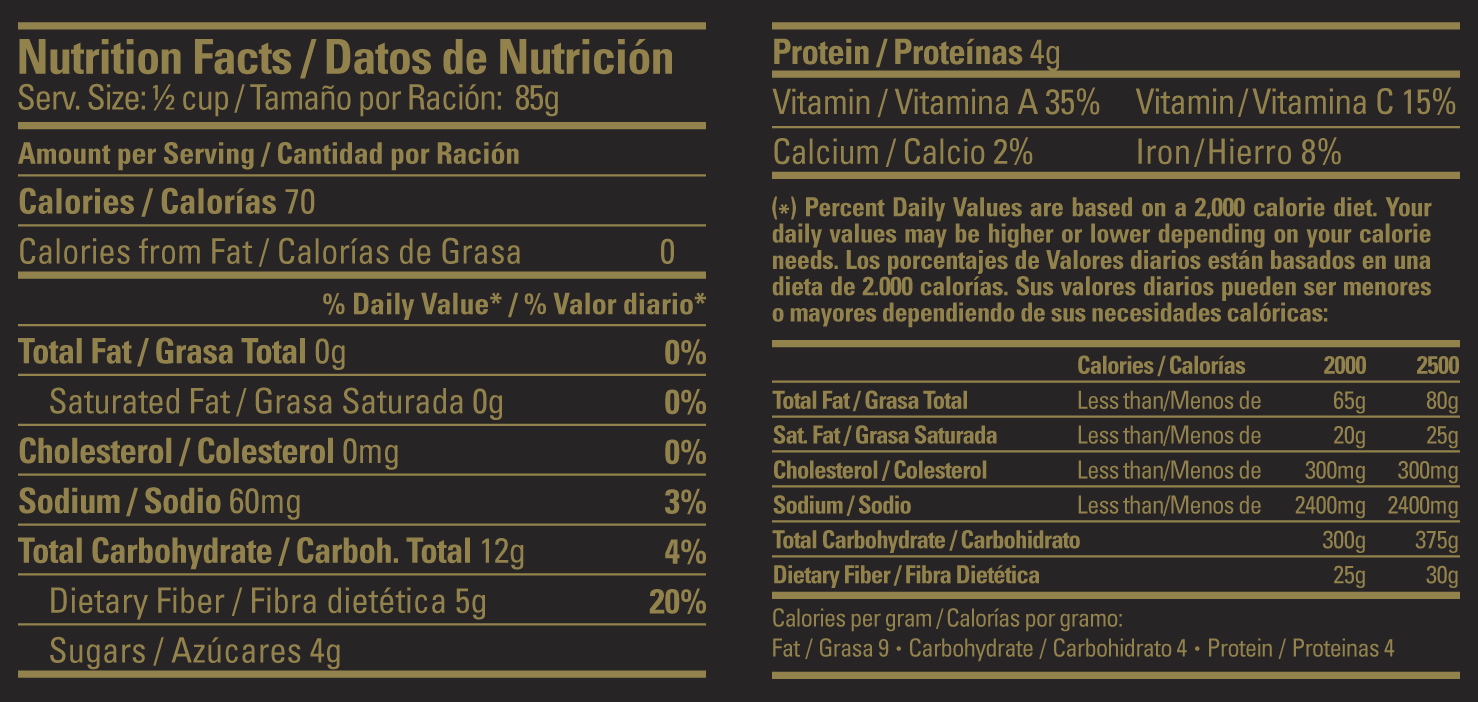 Nutrition Facts / Datos de Nutrición
Serv. Size: ½ cup / Tamaño por Ración: 85g
Amount per Serving / Cantidad por Ración
Calories / Calorías 70
Calories from Fat / Calorías de Grasa 0
% Daily Value* / % Valor diario*
Total Fat / Grasa Total 0g 0%
Saturated Fat / Grasa Saturada 0g 0%
Cholesterol / Colesterol 0mg 0%
Sodium / Sodio 60mg 3%
Total Carbohydrate / Carboh. Total 12g 4%
Dietary Fiber / Fibra dietética 5g 20%
Sugars / Azúcares 4g
Protein / Proteínas 4g
Vitamin / Vitamina A 35% Vitamin / Vitamina C 15%
Calcium / Calcio 2% Iron / Hierro 8%
(*) Percent Daily Values are based on a 2,000 calorie diet. Your
daily values may be higher or lower depending on your calorie
needs. Los porcentajes de Valores diarios están basados en una
dieta de 2.000 calorías. Sus valores diarios pueden ser menores
o mayores dependiendo de sus necesidades calóricas:
Calories / Calorías 2000 2500
Total Fat / Grasa Total Less than/Menos de 65g 80g
Sat. Fat / Grasa Saturada Less than/Menos de 20g 25g
Cholesterol / Colesterol Less than/Menos de 300mg 300mg
Sodium / Sodio Less than/Menos de 2400mg 2400mg
Total Carbohydrate / Carbohidrato 300g 375g
Dietary Fiber / Fibra Dietética 25g 30g
Calories per gram / Calorías por gramo:
Fat / Grasa 9 • Carbohydrate / Carbohidrato 4 • Protein / Proteinas 4